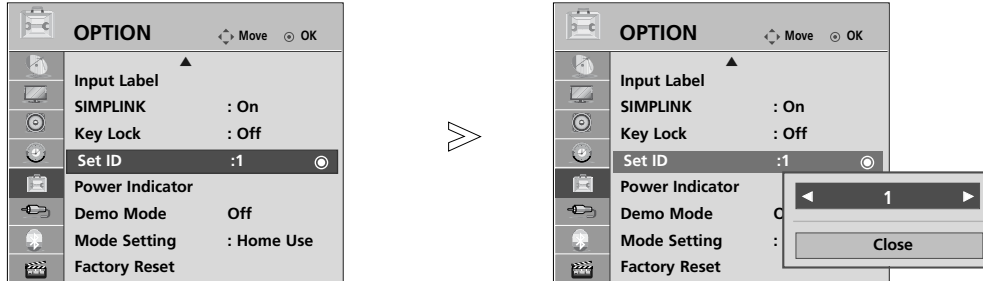 OPTION Move OK
Input Label
SIMPLINK : On
Key Lock : Off
Set ID :1
Power Indicator
Demo Mode Off
Mode Setting : Home Use
Factory Reset
OPTION Move OK
Input Label
SIMPLINK : On
Key Lock : Off
Set ID :1
Power Indicator
Demo Mode
Mode Setting :
Factory Reset
1
Close